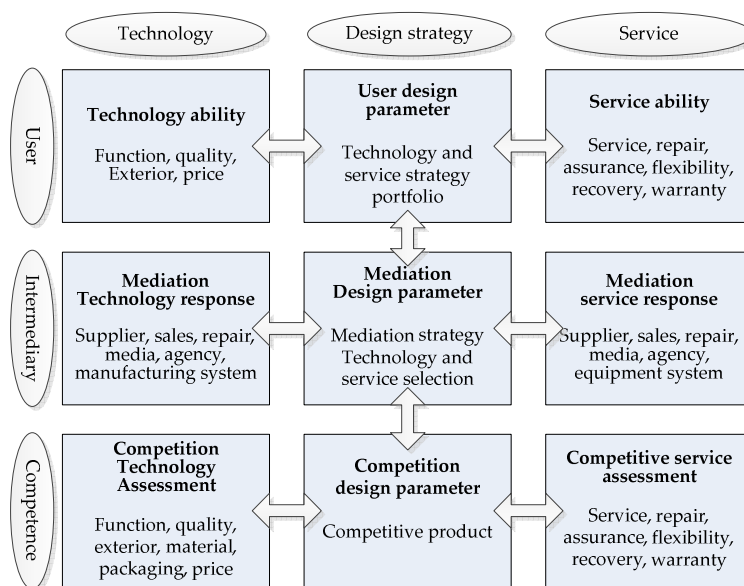 Technology
Design strategy
Service
User
Technology ability
Function, quality,
Exterior, price
User design
parameter
Technology and
service strategy
portfolio
Service ability
Service, repair,
assurance, flexibility,
recovery, warranty
Intermediary
Mediation
Technology response
Supplier, sales, repair,
media, agency,
manufacturing system
Mediation
Design parameter
Mediation strategy
Technology and
service selection
Mediation
service response
Supplier, sales, repair,
media, agency,
equipment system
Competence
Competition
Technology
Assessment
Function, quality,
exterior, material,
packaging, price
Competition
design parameter
Competitive product
Competitive service
assessment
Service, repair,
assurance, flexibility,
recovery, warranty